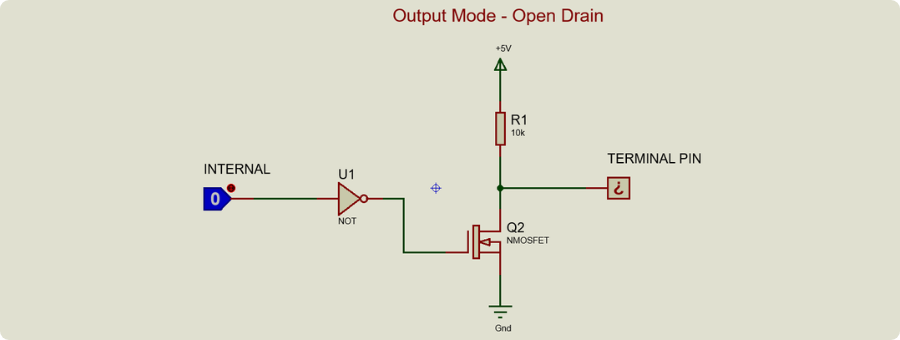 Output Mode - Open Drain
+5V
R1
10k
TERMINAL PIN
¿
INTERNAL
0
U1
NOT
Q2
NMOSFET
Gnd